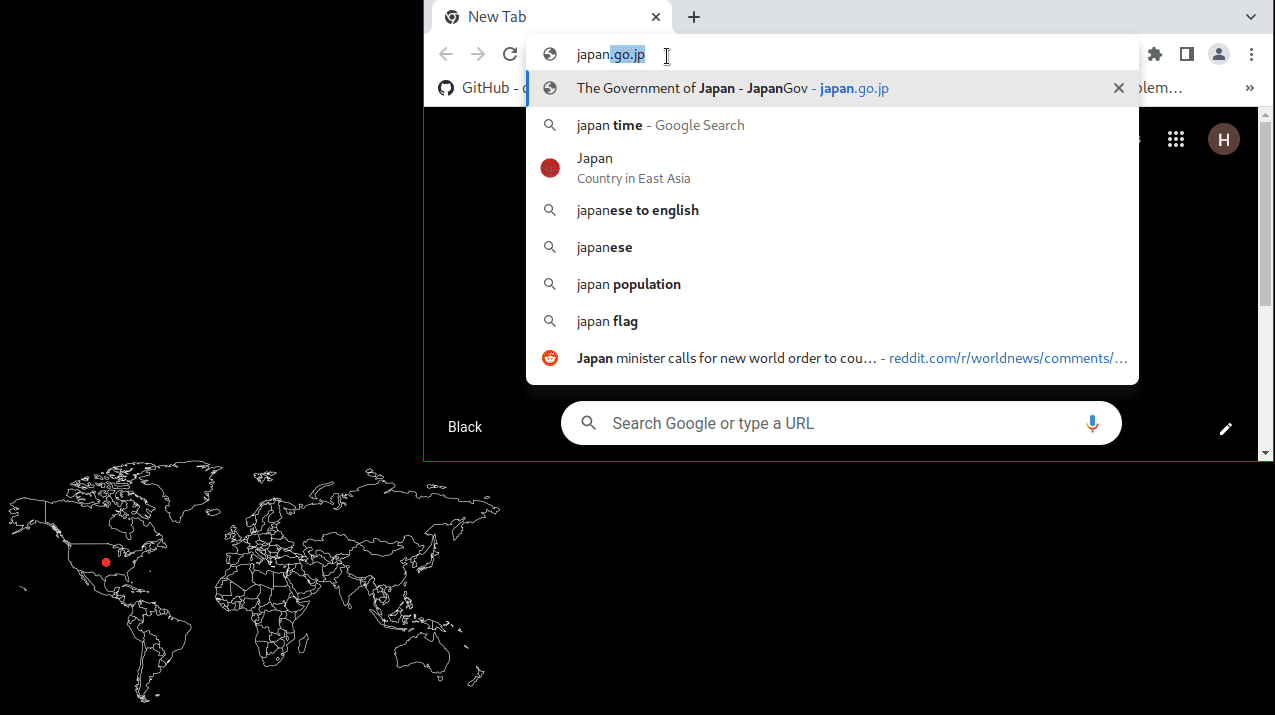 New Tab
japan.go.jp
GitHub -
The Government of Japan - JapanGov - japan.go.jp
japan time - Google Search
Japan
Country in East Asia
japanese to english
japanese
japan population
japan flag
Japan minister calls for new world order to cou… - reddit.com/r/worldnews/comments/…
H
Black
Search Google or type a URL